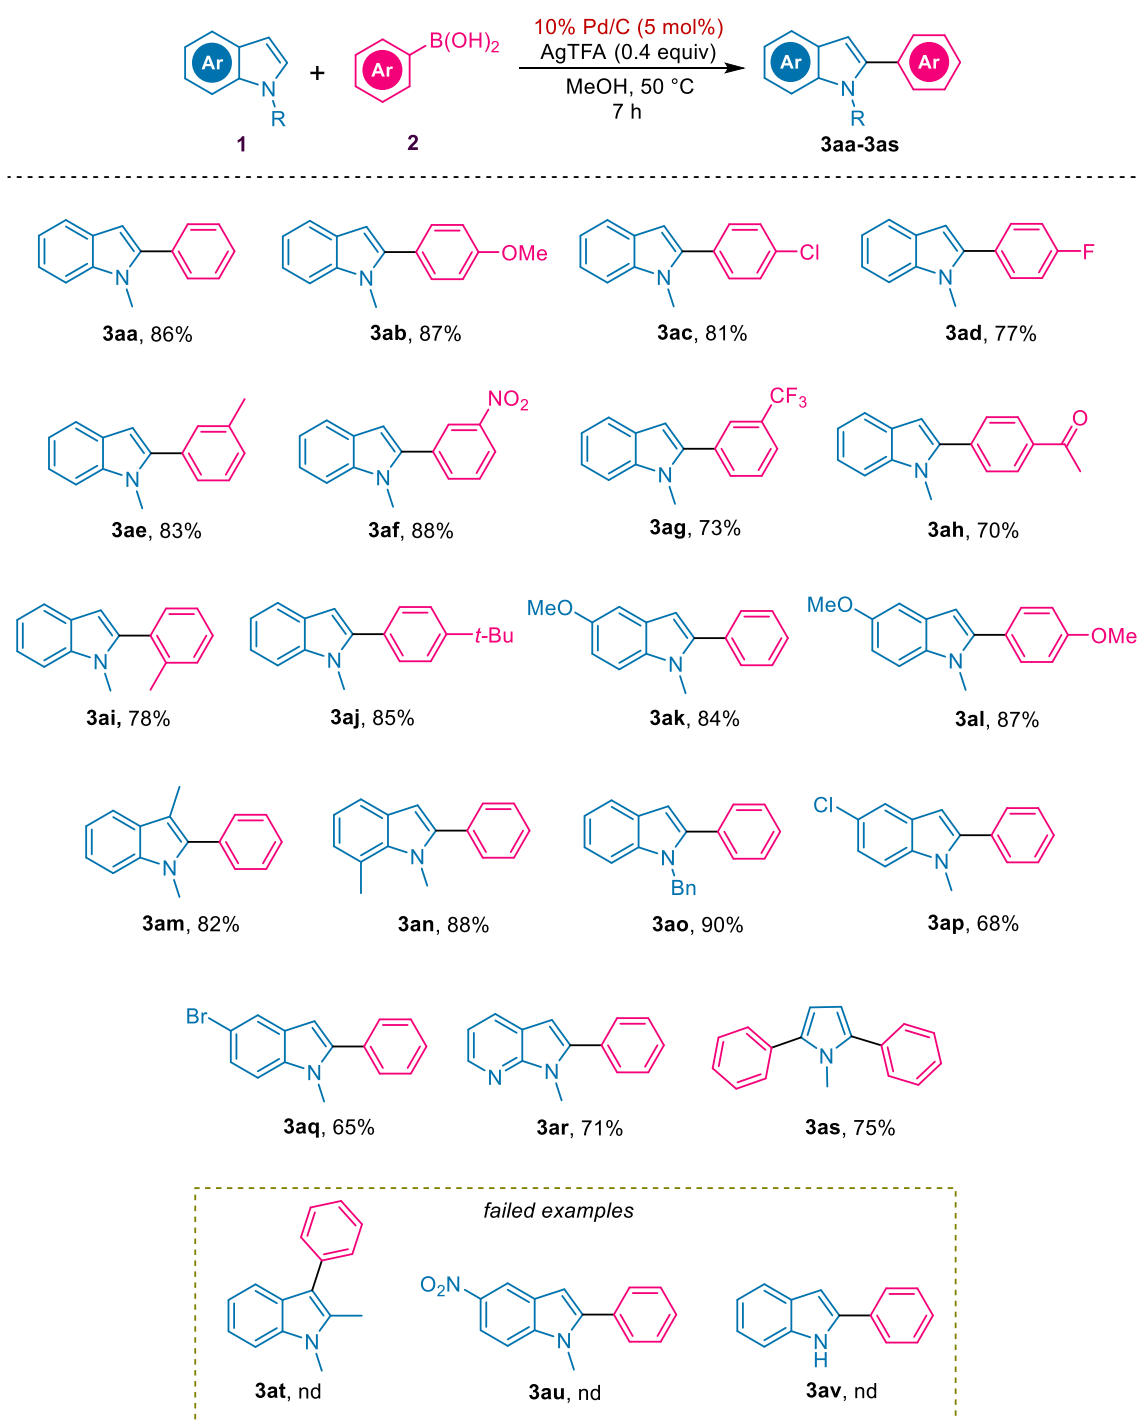 10% Pd/C (5 mol%)
AgTFA (0.4 equiv)
MeOH, 50 °C
7 h
Ar
N
R
1
+
Ar
B(OH)2
2
Ar
N
R
Ar
3aa-3as
N
3aa, 86%
N
OMe
3ab, 87%
N
Cl
3ac, 81%
N
F
3ad, 77%
N
3ae, 83%
N
NO2
3af, 88%
N
CF3
3ag, 73%
N
O
3ah, 70%
N
3ai, 78%
N
t-Bu
3aj, 85%
MeO
N
3ak, 84%
MeO
N
OMe
3al, 87%
N
3am, 82%
N
3an, 88%
N
Bn
3ao, 90%
Cl
N
3ap, 68%
Br
N
3aq, 65%
N
N
3ar, 71%
N
3as, 75%
failed examples
N
3at, nd
O2N
N
3au, nd
N
H
3av, nd